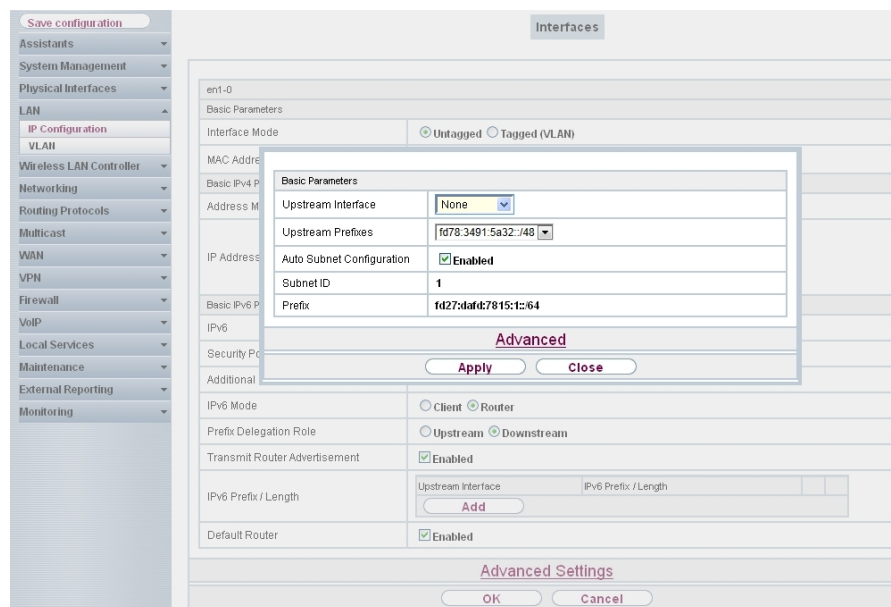 Save configuration
Interfaces
Assistants
System Management
Physical Interfaces
LAN
IP Configuration
VLAN
Wireless LAN Controller
Networking
Routing Protocols
Multicast
WAN
VPN
Firewall
VoIP
Local Services
Maintenance
External Reporting
Monitoring
en1-0
Basic Parameters
Interface Mode Untagged Tagged (VLAN)
MAC Addre
Basic IPv4 P
Address M
IP Address
Basic IPv6 P
IPv6
Security Po
Additional
Basic Parameters
Upstream Interface None
Upstream Prefixes fd78:3491:5a32::/48
Auto Subnet Configuration Enabled
Subnet ID 1
Prefix fd27:dafd:7815:1::/64
Advanced
Apply Close
IPv6 Mode Client Router
Prefix Delegation Role Upstream Downstream
Transmit Router Advertisement Enabled
IPv6 Prefix / Length
Upstream Interface IPv6 Prefix / Length
Add
Default Router Enabled
Advanced Settings
OK Cancel